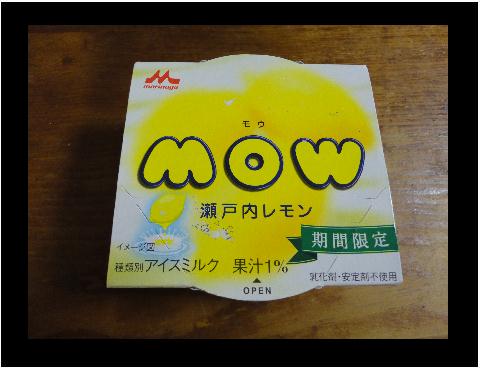 morinaga
モウ
MOW
瀬戸内レモン
期間限定
イメージ図
種類別 アイスミルク 果汁1%
乳化剤・安定剤不使用
OPEN